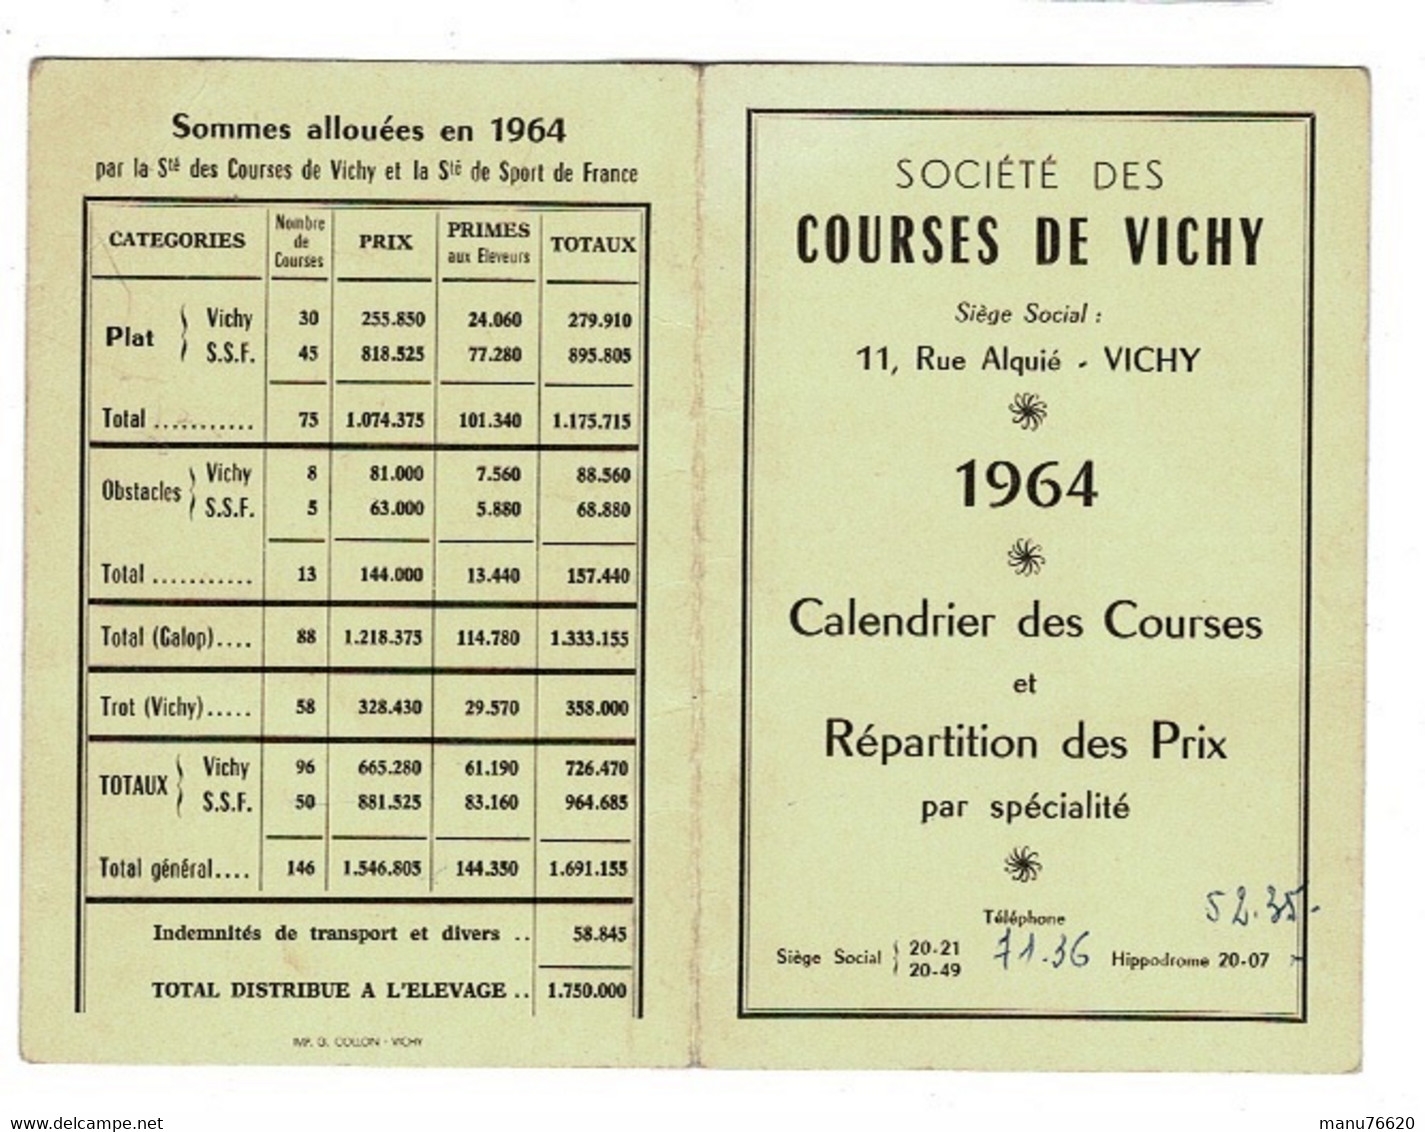 Sommes allouées en 1964
par la Sté des Courses de Vichy et la Sté de Sport de France
CATEGORIES Nombre de Courses PRIX PRIMES aux Eleveurs TOTAUX
Plat Vichy 30 255.850 24.060 279.910
S.S.F. 45 818.525 77.280 895.805
Total ........... 75 1.074.375 101.340 1.175.715
Obstacles Vichy 8 81.000 7.560 88.560
S.S.F. 5 63.000 5.880 68.880
Total ........... 13 144.000 13.440 157.440
Total (Galop).... 88 1.218.375 114.780 1.333.155
Trot (Vichy)..... 58 328.430 29.570 358.000
TOTAUX Vichy 96 665.280 61.190 726.470
S.S.F. 50 881.525 83.160 964.685
Total général.... 146 1.546.805 144.350 1.691.155
Indemnités de transport et divers .. 58.845
TOTAL DISTRIBUE A L'ELEVAGE .. 1.750.000
IMP. G. COLLON - VICHY
SOCIÉTÉ DES
COURSES DE VICHY
Siège Social :
11, Rue Alquié - VICHY
1964
Calendrier des Courses
et
Répartition des Prix
par spécialité
52.35.
Téléphone
Siège Social 20-21 71.36 Hippodrome 20-07
20-49
delcampe.net
manu76620